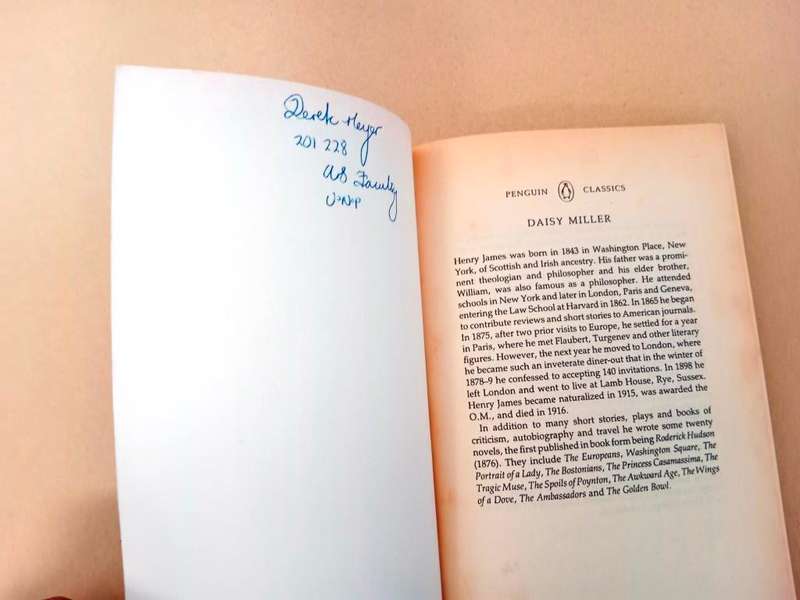 Derek Meyer
201 228
AS Faculty
PENGUIN CLASSICS
DAISY MILLER
Henry James was born in 1843 in Washington Place, New
York, of Scottish and Irish ancestry. His father was a promi-
nent theologian and philosopher and his elder brother,
William, was also famous as a philosopher. He attended
schools in New York and later in London, Paris and Geneva,
entering the Law School at Harvard in 1862. In 1865 he began
to contribute reviews and short stories to American journals.
In 1875, after two prior visits to Europe, he settled for a year
in Paris, where he met Flaubert, Turgenev and other literary
figures. However, the next year he moved to London, where
he became such an inveterate diner-out that in the winter of
1878–9 he confessed to accepting 140 invitations. In 1898 he
left London and went to live at Lamb House, Rye, Sussex.
Henry James became naturalized in 1915, was awarded the
O.M., and died in 1916.
In addition to many short stories, plays and books of
criticism, autobiography and travel he wrote some twenty
novels, the first published in book form being Roderick Hudson
(1876). They include The Europeans, Washington Square, The
Portrait of a Lady, The Bostonians, The Princess Casamassima, The
Tragic Muse, The Spoils of Poynton, The Awkward Age, The Wings
of a Dove, The Ambassadors and The Golden Bowl.